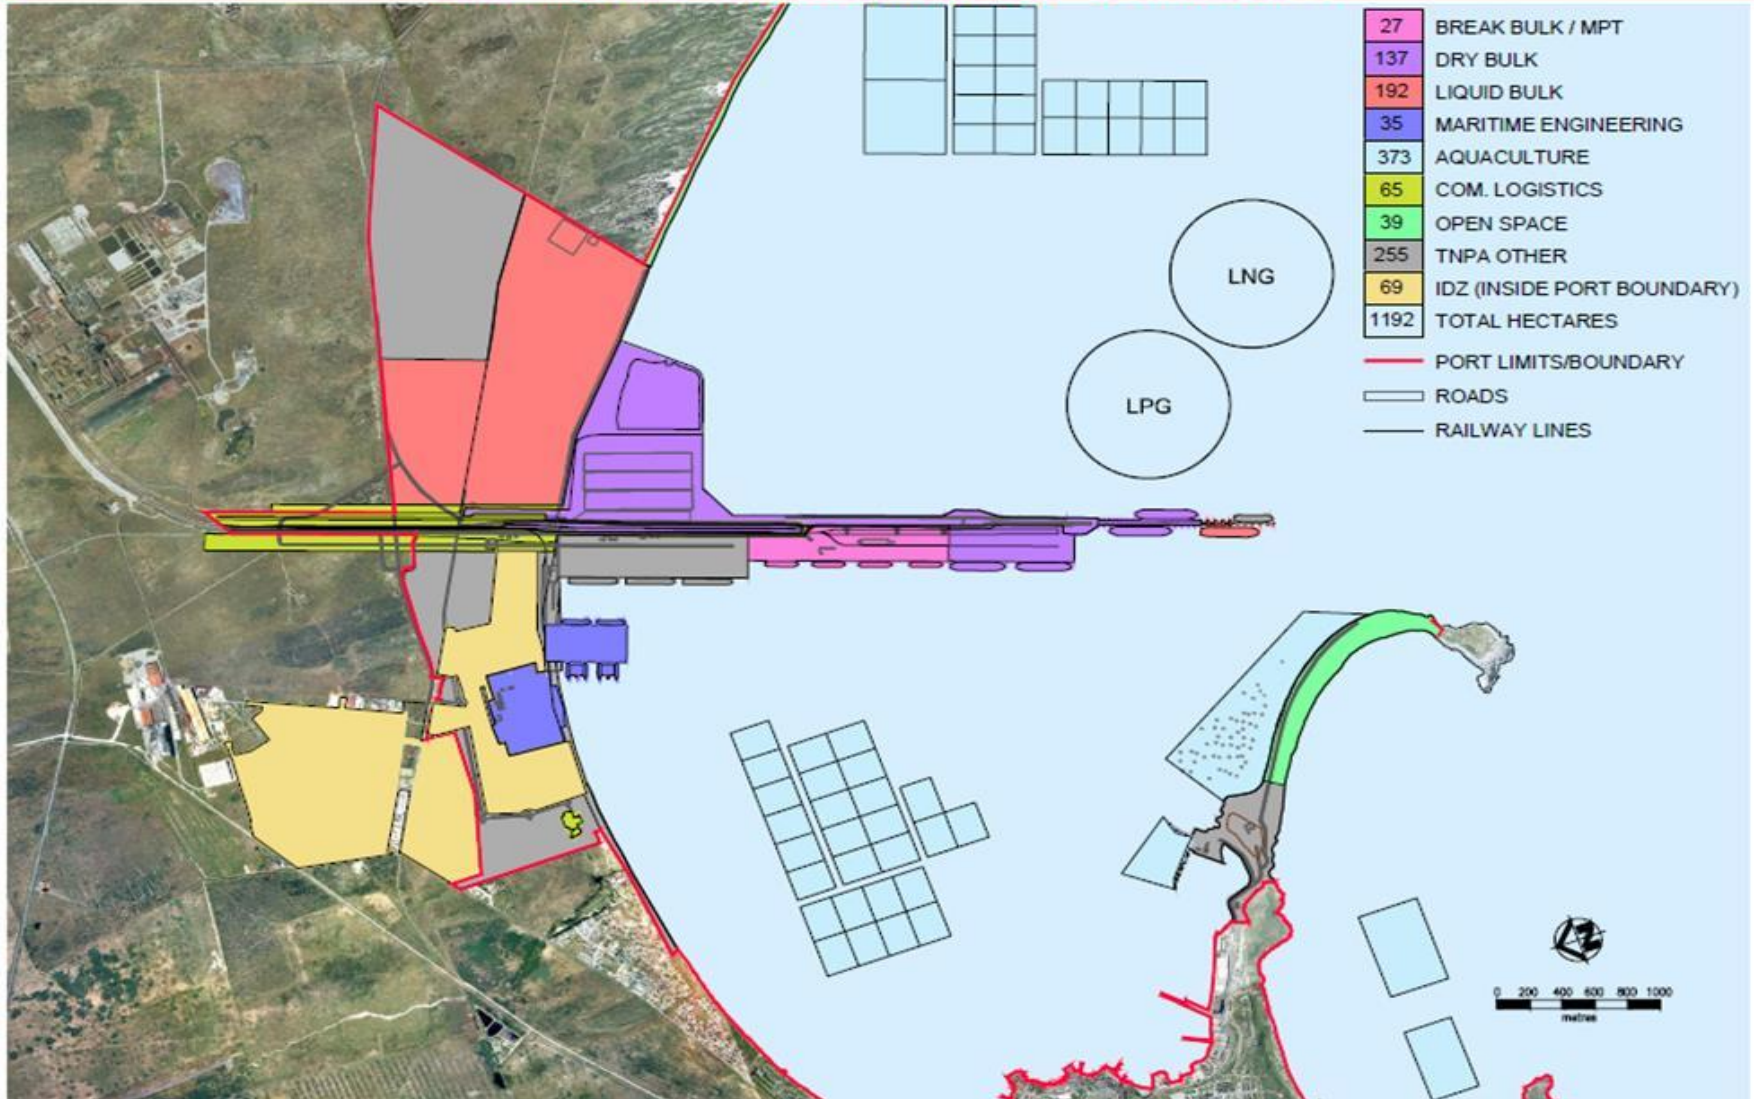 27 BREAK BULK / MPT
137 DRY BULK
192 LIQUID BULK
35 MARITIME ENGINEERING
373 AQUACULTURE
65 COM. LOGISTICS
39 OPEN SPACE
255 TNPA OTHER
69 IDZ (INSIDE PORT BOUNDARY)
1192 TOTAL HECTARES
PORT LIMITS/BOUNDARY
ROADS
RAILWAY LINES
LNG
LPG
N
0 200 400 600 800 1000
metres